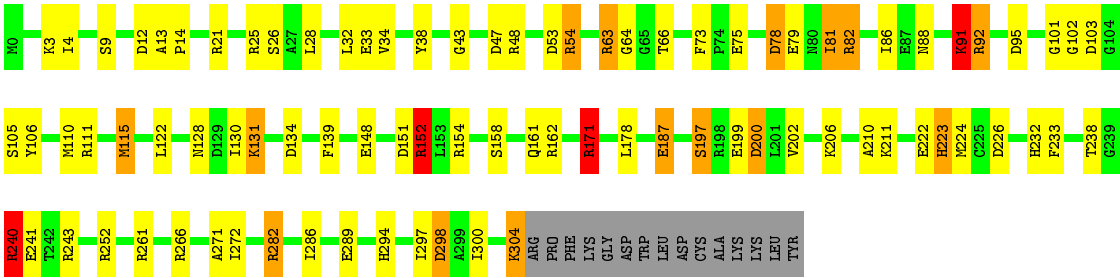 M0 K3 I4 S9 D12 A13 P14 R21 R25 S26 A27 L28 L32 E33 V34 Y38 G43 D47 R48 D53 R54 R63 G64 G65 T66 F73 P74 E75 D78 E79 N80 I81 R82 I86 E87 N88 K91 R92 D95 G101 G102 D103 G104
S105 Y106 M110 R111 M115 L122 N128 D129 I130 K131 D134 F139 E148 D151 R152 L153 R154 S158 Q161 R162 R171 L178 E187 S197 R198 E199 D200 L201 V202 K206 A210 K211 E222 H223 M224 C225 D226 H232 F233 T238 G239
R240 E241 T242 R243 R252 R261 R266 A271 I272 R282 I286 E289 H294 I297 D298 A299 I300 K304 ARG PRO PHE LYS GLY ASP TRP LEU ASP CYS ALA LYS LYS LEU TYR